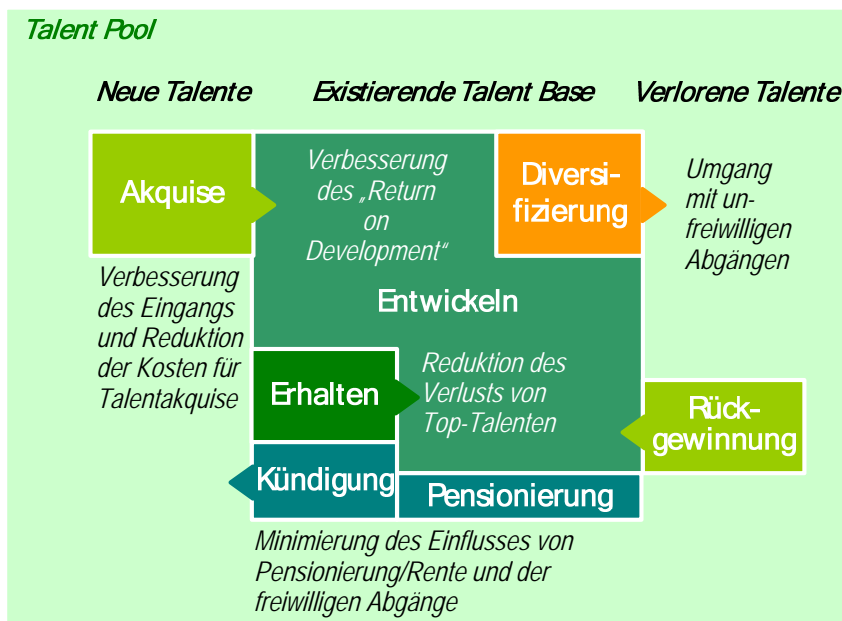 Talent Pool
Neue Talente
Existierende Talent Base
Verlorene Talente
Akquise
Verbesserung
des „Return
on
Development“
Diversi-
fizierung
Umgang
mit un-
freiwilligen
Abgängen
Verbesserung
des Eingangs
und Reduktion
der Kosten für
Talentakquise
Entwickeln
Erhalten
Reduktion des
Verlusts von
Top-Talenten
Rück-
gewinnung
Kündigung
Pensionierung
Minimierung des Einflusses von
Pensionierung/Rente und der
freiwilligen Abgänge